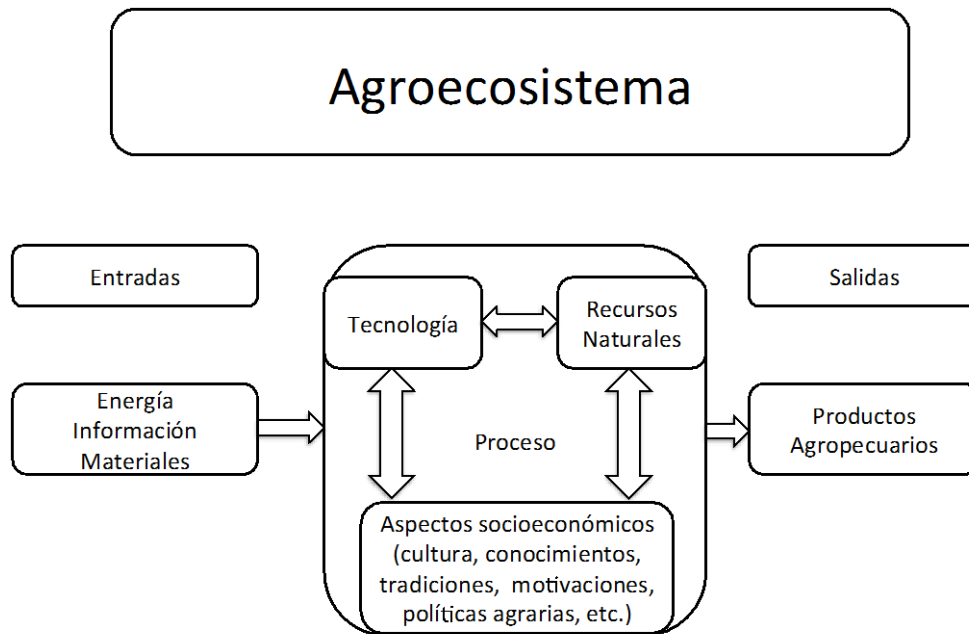 Agroecosistema
Entradas
Salidas
Tecnología
Recursos
Naturales
Energía
Información
Materiales
Proceso
Productos
Agropecuarios
Aspectos socioeconómicos
(cultura, conocimientos,
tradiciones, motivaciones,
políticas agrarias, etc.)